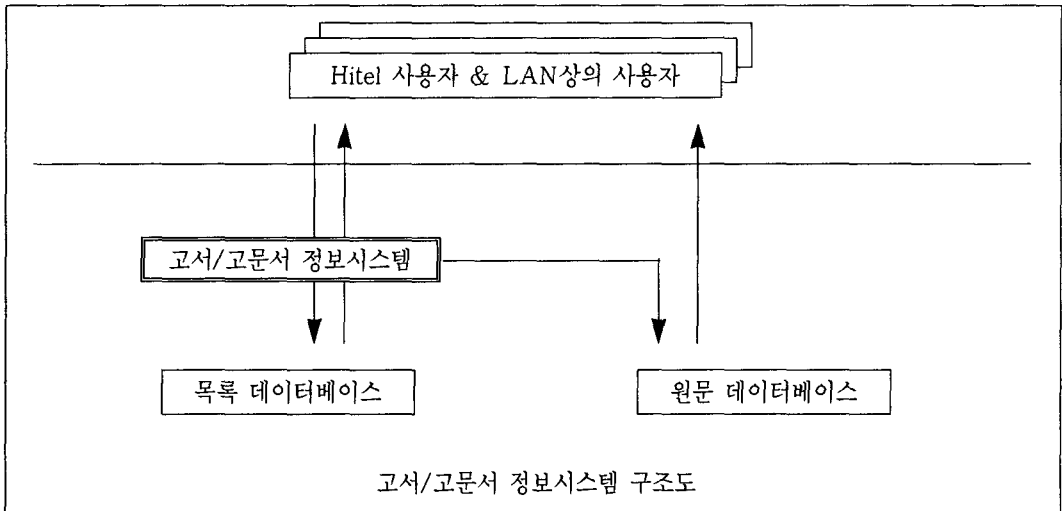 Hitel 사용자 & LAN상의 사용자
고서/고문서 정보시스템
목록 데이터베이스
원문 데이터베이스
고서/고문서 정보시스템 구조도